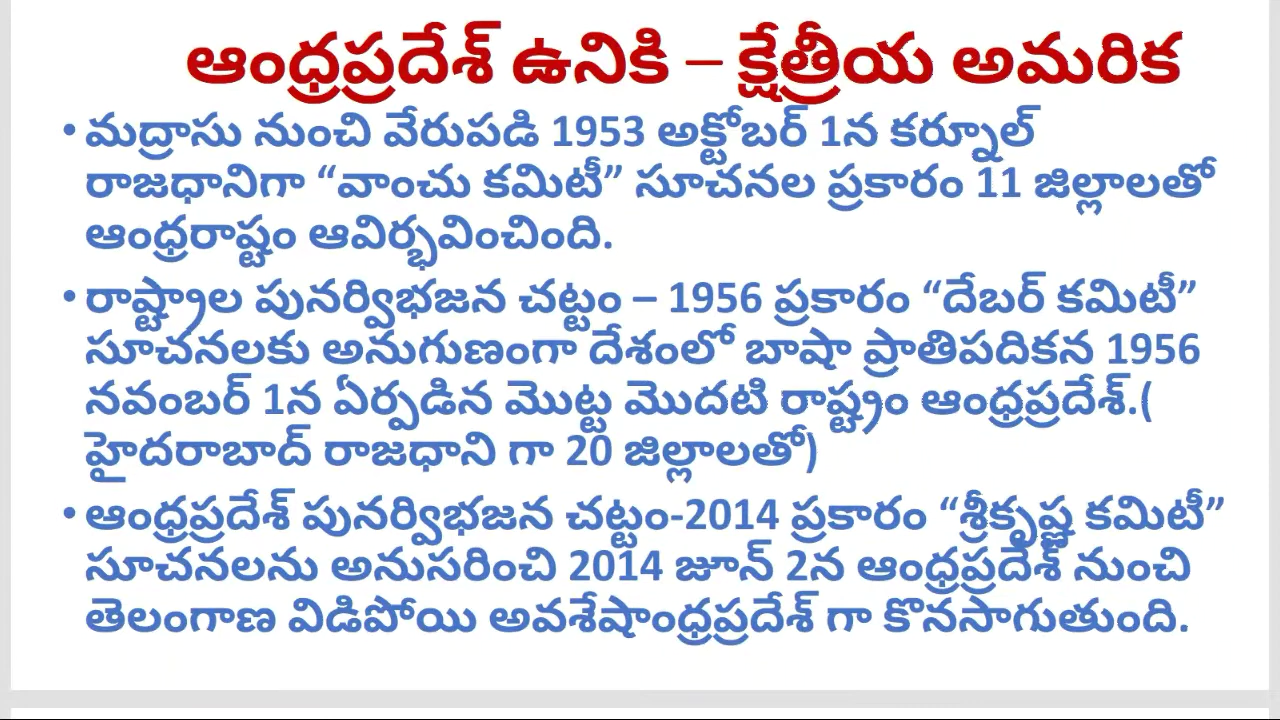 ఆంధ్రప్రదేశ్ ఉనికి – క్షేత్రీయ అమరిక
• మద్రాసు నుంచి వేరుపడి 1953 అక్టోబర్ 1న కర్నూల్
రాజధానిగా “వాంచు కమిటీ” సూచనల ప్రకారం 11 జిల్లాలతో
ఆంధ్రరాష్టం ఆవిర్భవించింది.
• రాష్ట్రాల పునర్విభజన చట్టం – 1956 ప్రకారం “దేబర్ కమిటీ”
సూచనలకు అనుగుణంగా దేశంలో బాషా ప్రాతిపదికన 1956
నవంబర్ 1న ఏర్పడిన మొట్ట మొదటి రాష్ట్రం ఆంధ్రప్రదేశ్.(
హైదరాబాద్ రాజధాని గా 20 జిల్లాలతో)
• ఆంధ్రప్రదేశ్ పునర్విభజన చట్టం-2014 ప్రకారం “శ్రీకృష్ణ కమిటీ”
సూచనలను అనుసరించి 2014 జూన్ 2న ఆంధ్రప్రదేశ్ నుంచి
తెలంగాణ విడిపోయి అవశేషాంధ్రప్రదేశ్ గా కొనసాగుతుంది.